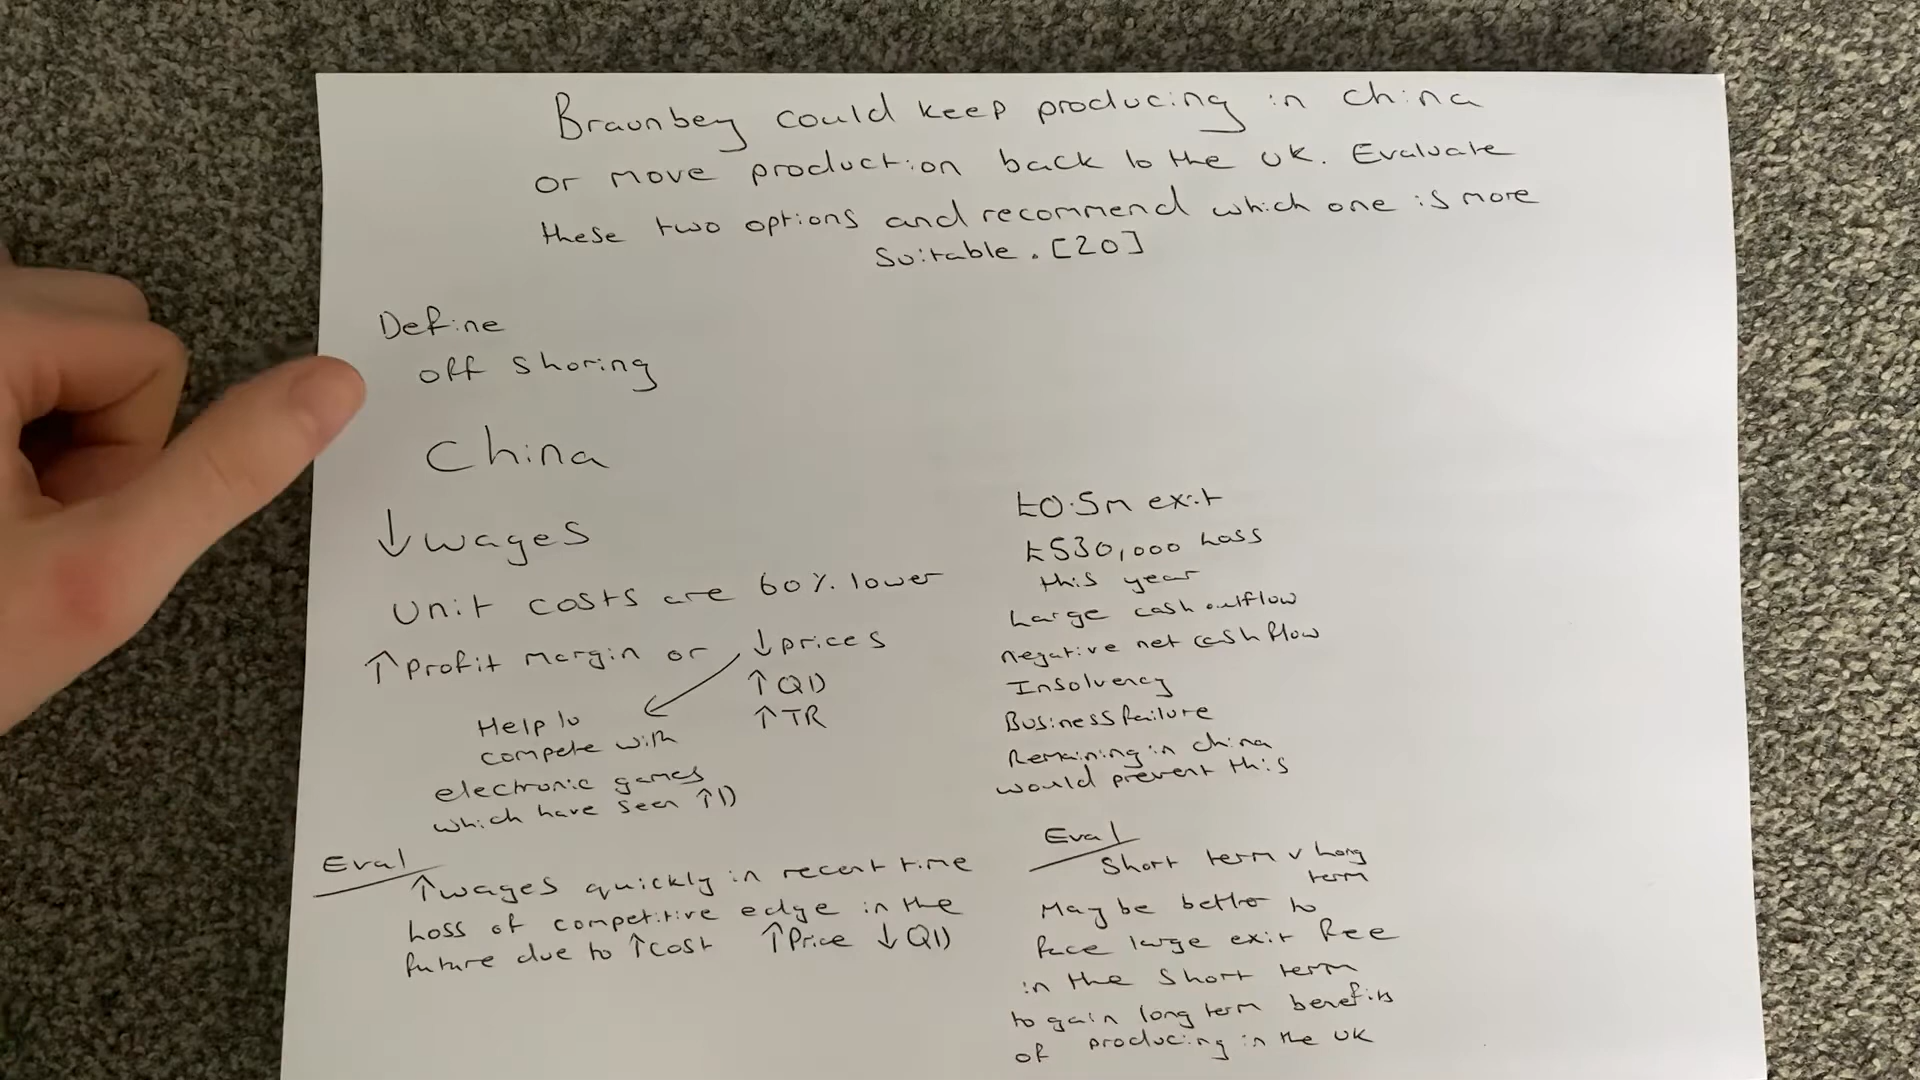 Braunbey could keep producing in china
or move production back to the UK. Evaluate
these two options and recommend which one is more
suitable. [20]
Define
off shoring
China
↓ wages
Unit costs are 60% lower
↑ Profit margin or ↓ prices
↑ QD
↑ TR
Help to
compete with
electronic games
which have seen ↑D
Eval
↑ wages quickly in recent time
Loss of competitive edge in the
future due to ↑ cost ↑ Price ↓ QD
£0.5m exit
£530,000 Loss
this year
Large cash outflow
negative net cash flow
Insolvency
Business failure
Remaining in china
would prevent this
Eval
Short term v Long
term
May be better to
face large exit fee
in the short term
to gain long term benefits
of producing in the UK